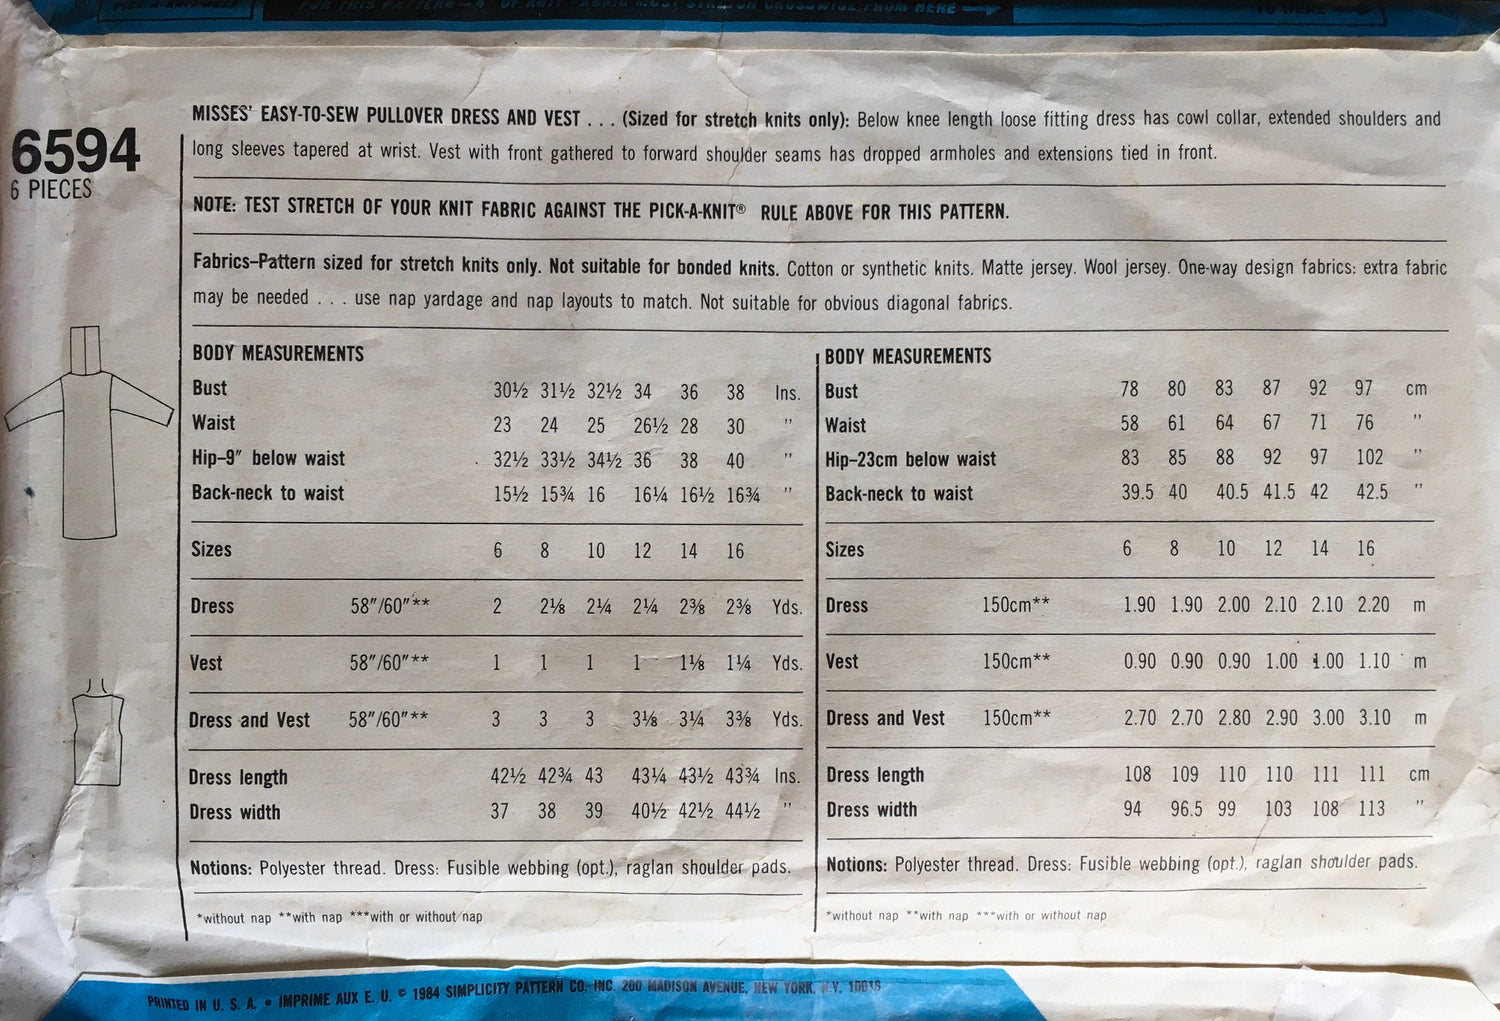 PICK-A-KNIT® RULE
FOR THIS PATTERN—4" OF KNIT FABRIC MUST STRETCH CROSSWISE FROM HERE
TO HERE
6594
6 PIECES
MISSES' EASY-TO-SEW PULLOVER DRESS AND VEST . . . (Sized for stretch knits only): Below knee length loose fitting dress has cowl collar, extended shoulders and
long sleeves tapered at wrist. Vest with front gathered to forward shoulder seams has dropped armholes and extensions tied in front.
NOTE: TEST STRETCH OF YOUR KNIT FABRIC AGAINST THE PICK-A-KNIT® RULE ABOVE FOR THIS PATTERN.
Fabrics–Pattern sized for stretch knits only. Not suitable for bonded knits. Cotton or synthetic knits. Matte jersey. Wool jersey. One-way design fabrics: extra fabric
may be needed . . . use nap yardage and nap layouts to match. Not suitable for obvious diagonal fabrics.
BODY MEASUREMENTS
Bust 30½ 31½ 32½ 34 36 38 Ins.
Waist 23 24 25 26½ 28 30 "
Hip–9" below waist 32½ 33½ 34½ 36 38 40 "
Back-neck to waist 15½ 15¾ 16 16¼ 16½ 16¾ "
Sizes 6 8 10 12 14 16
Dress 58"/60"** 2 2⅛ 2¼ 2¼ 2⅜ 2⅜ Yds.
Vest 58"/60"** 1 1 1 1 1⅛ 1¼ Yds.
Dress and Vest 58"/60"** 3 3 3 3⅛ 3¼ 3⅜ Yds.
Dress length 42½ 42¾ 43 43¼ 43½ 43¾ Ins.
Dress width 37 38 39 40½ 42½ 44½ "
Notions: Polyester thread. Dress: Fusible webbing (opt.), raglan shoulder pads.
*without nap **with nap ***with or without nap
BODY MEASUREMENTS
Bust 78 80 83 87 92 97 cm
Waist 58 61 64 67 71 76 "
Hip–23cm below waist 83 85 88 92 97 102 "
Back-neck to waist 39.5 40 40.5 41.5 42 42.5 "
Sizes 6 8 10 12 14 16
Dress 150cm** 1.90 1.90 2.00 2.10 2.10 2.20 m
Vest 150cm** 0.90 0.90 0.90 1.00 1.00 1.10 m
Dress and Vest 150cm** 2.70 2.70 2.80 2.90 3.00 3.10 m
Dress length 108 109 110 110 111 111 cm
Dress width 94 96.5 99 103 108 113 "
Notions: Polyester thread. Dress: Fusible webbing (opt.), raglan shoulder pads.
*without nap **with nap ***with or without nap
PRINTED IN U. S. A. • IMPRIME AUX E. U. © 1984 SIMPLICITY PATTERN CO. INC. 200 MADISON AVENUE, NEW YORK, N.Y. 10016